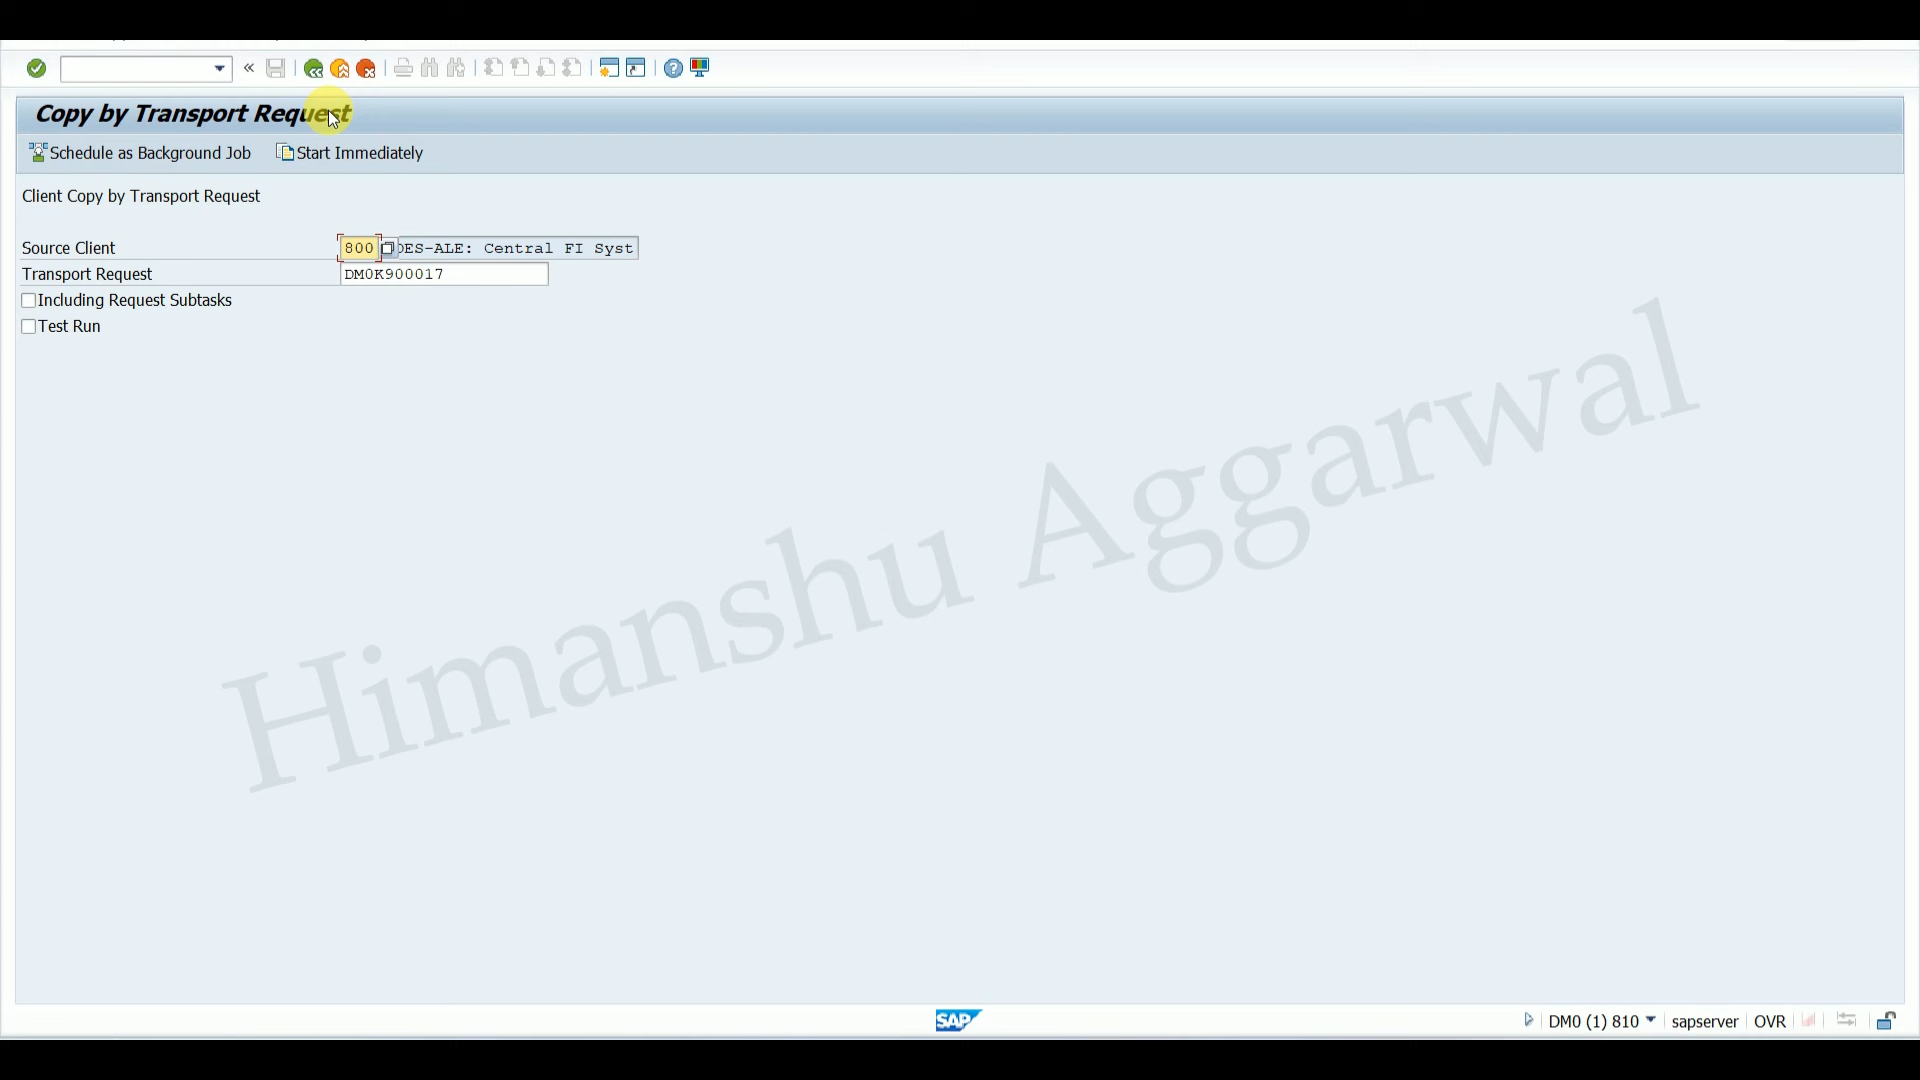 Copy by Transport Request
Schedule as Background Job Start Immediately
Client Copy by Transport Request
Source Client 800 DES-ALE: Central FI Syst
Transport Request DM0K900017
Including Request Subtasks
Test Run
Himanshu Aggarwal
SAP DM0 (1) 810 sapserver OVR